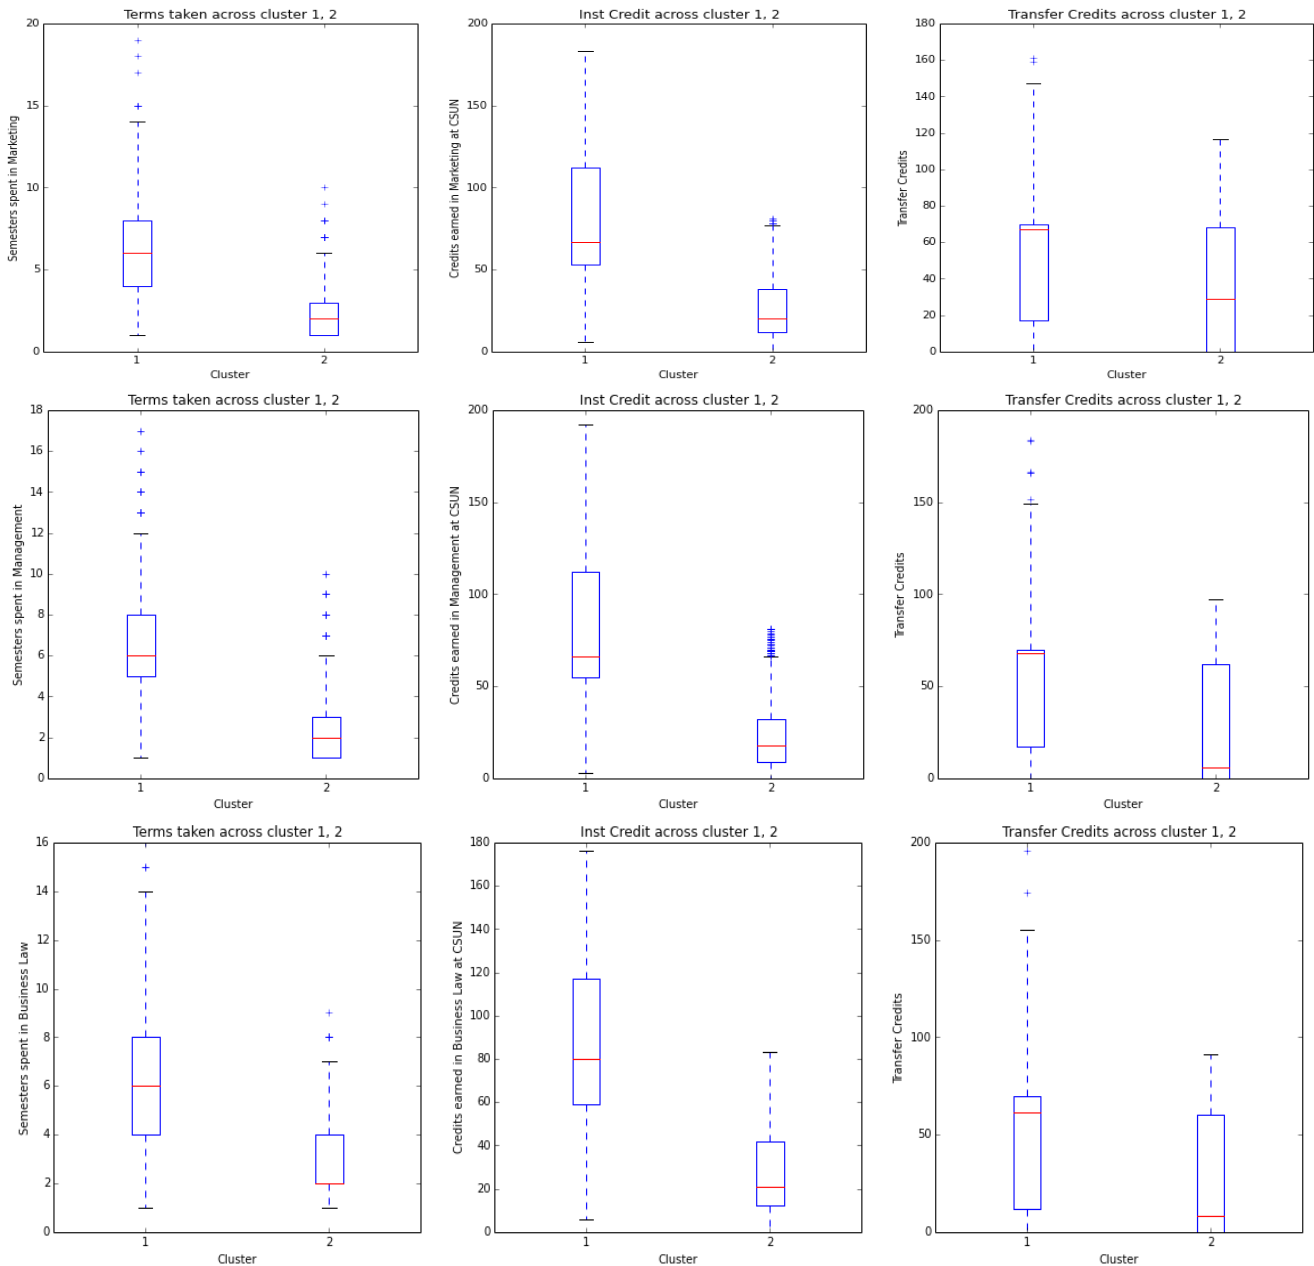 Terms taken across cluster 1, 2
20
15
10
5
0
Semesters spent in Marketing
1 2
Cluster
Inst Credit across cluster 1, 2
200
150
100
50
0
Credits earned in Marketing at CSUN
1 2
Cluster
Transfer Credits across cluster 1, 2
180
160
140
120
100
80
60
40
20
0
Transfer Credits
1 2
Cluster
Terms taken across cluster 1, 2
18
16
14
12
10
8
6
4
2
0
Semesters spent in Management
1 2
Cluster
Inst Credit across cluster 1, 2
200
150
100
50
0
Credits earned in Management at CSUN
1 2
Cluster
Transfer Credits across cluster 1, 2
200
150
100
50
0
Transfer Credits
1 2
Cluster
Terms taken across cluster 1, 2
16
14
12
10
8
6
4
2
0
Semesters spent in Business Law
1 2
Cluster
Inst Credit across cluster 1, 2
180
160
140
120
100
80
60
40
20
0
Credits earned in Business Law at CSUN
1 2
Cluster
Transfer Credits across cluster 1, 2
200
150
100
50
0
Transfer Credits
1 2
Cluster